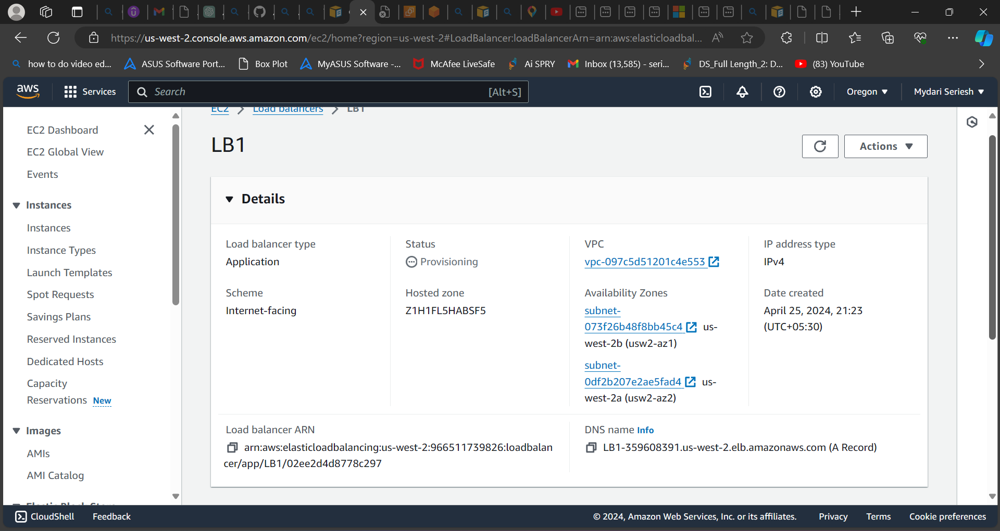 https://us-west-2.console.aws.amazon.com/ec2/home?region=us-west-2#LoadBalancer:loadBalancerArn=arn:aws:elasticloadbal...
how to do video ed... ASUS Software Port... Box Plot MyASUS Software -... McAfee LiveSafe Ai SPRY Inbox (13,585) - seri... DS_Full Length_2: D... (83) YouTube
aws Services Search [Alt+S] Oregon Mydari Seriesh
EC2 Load balancers LB1
EC2 Dashboard
EC2 Global View
Events
Instances
Instances
Instance Types
Launch Templates
Spot Requests
Savings Plans
Reserved Instances
Dedicated Hosts
Capacity
Reservations New
Images
AMIs
AMI Catalog
Elastic Block Store
LB1
Actions
Details
Load balancer type
Application
Status
Provisioning
VPC
vpc-097c5d51201c4e553
IP address type
IPv4
Scheme
Internet-facing
Hosted zone
Z1H1FL5HABSF5
Availability Zones
subnet-
073f26b48f8bb45c4 us-
west-2b (usw2-az1)
subnet-
0df2b207e2ae5fad4 us-
west-2a (usw2-az2)
Date created
April 25, 2024, 21:23
(UTC+05:30)
Load balancer ARN
arn:aws:elasticloadbalancing:us-west-2:966511739826:loadbalan
cer/app/LB1/02ee2d4d8778c297
DNS name Info
LB1-359608391.us-west-2.elb.amazonaws.com (A Record)
CloudShell Feedback © 2024, Amazon Web Services, Inc. or its affiliates. Privacy Terms Cookie preferences